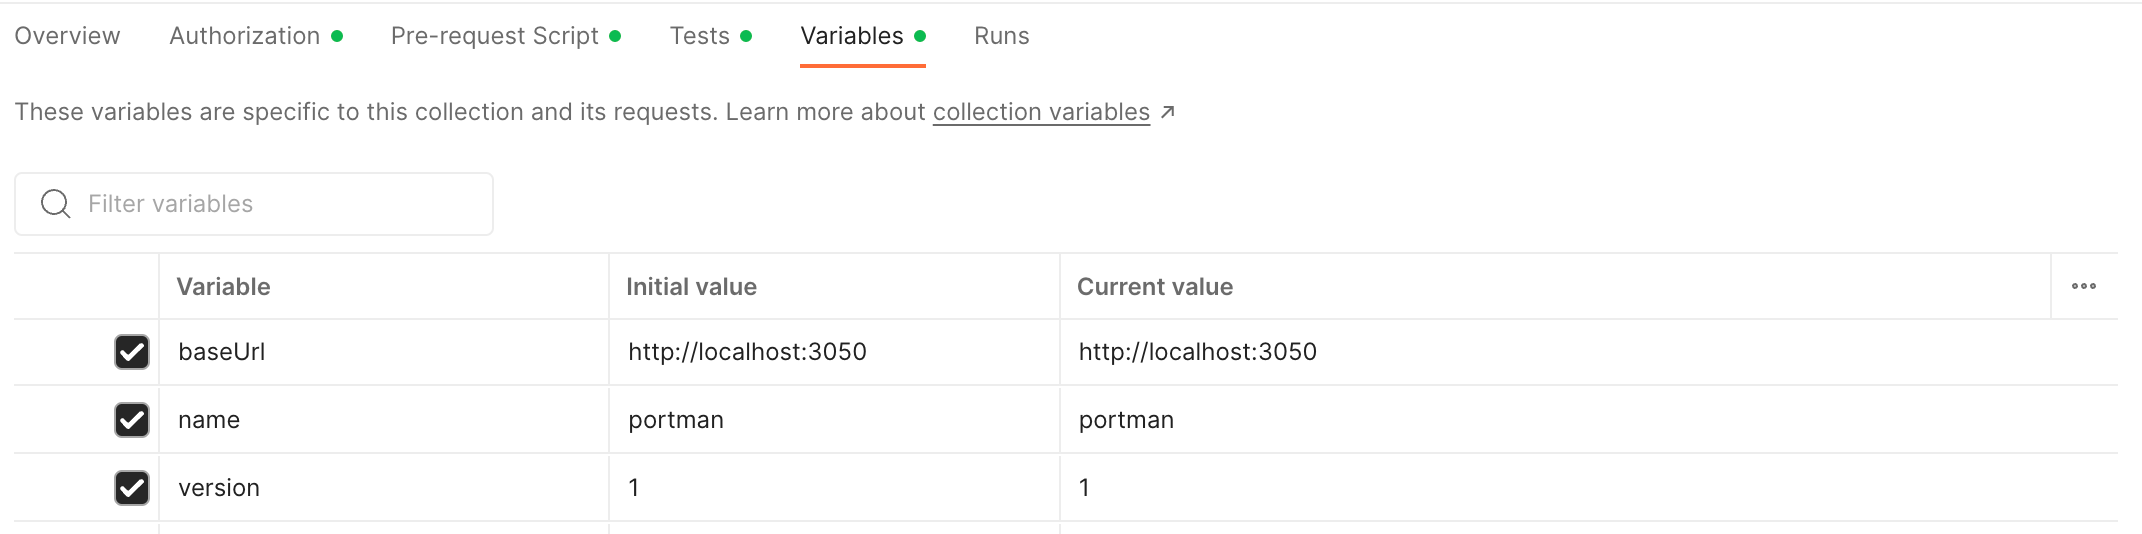 Overview Authorization Pre-request Script Tests Variables Runs
These variables are specific to this collection and its requests. Learn more about collection variables ↗
Filter variables
Variable Initial value Current value
baseUrl http://localhost:3050 http://localhost:3050
name portman portman
version 1 1